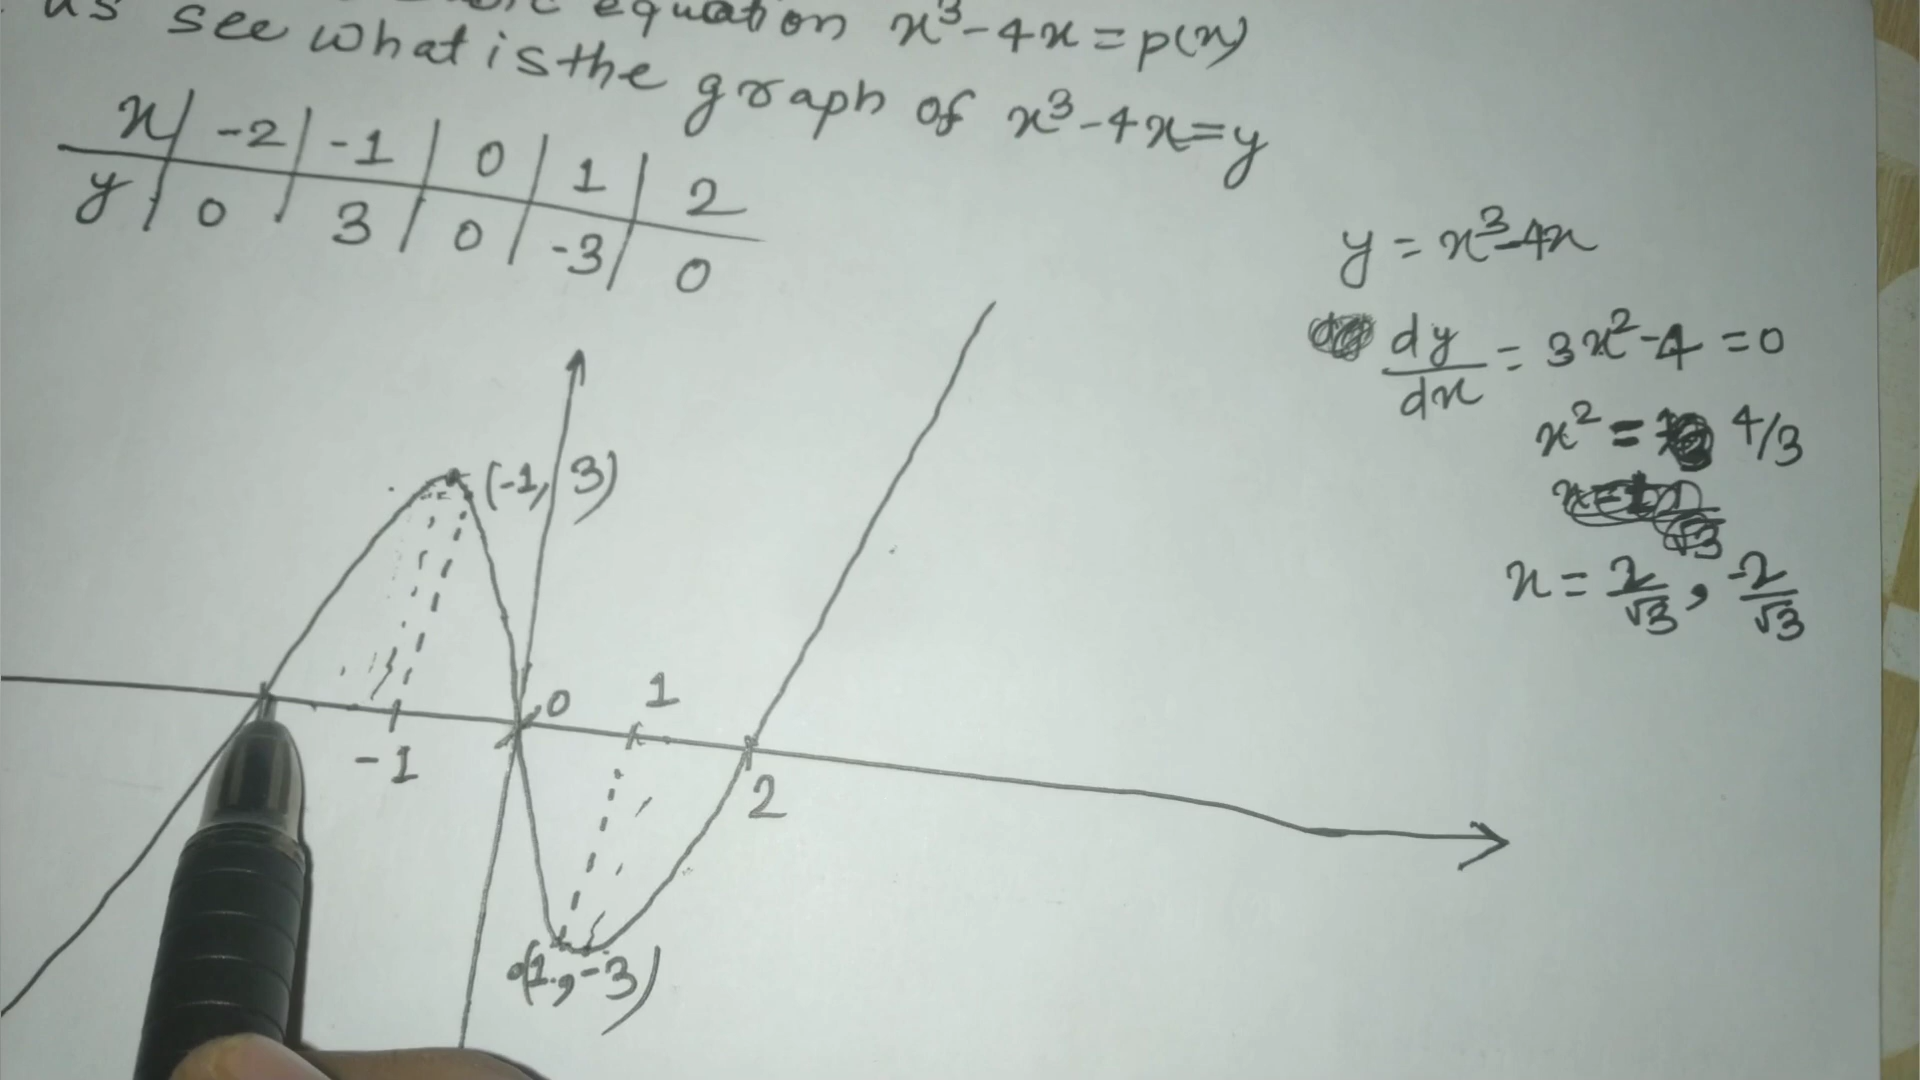 us equation x³-4x=p(x)
see what is the graph of x³-4x=y
x | -2 | -1 | 0 | 1 | 2
y | 0 | 3 | 0 | -3 | 0
y = x³-4x
dy/dx = 3x²-4 = 0
x² = 4/3
x = 2/√3, -2/√3
(-1, 3)
0
1
-1
2
(1, -3)